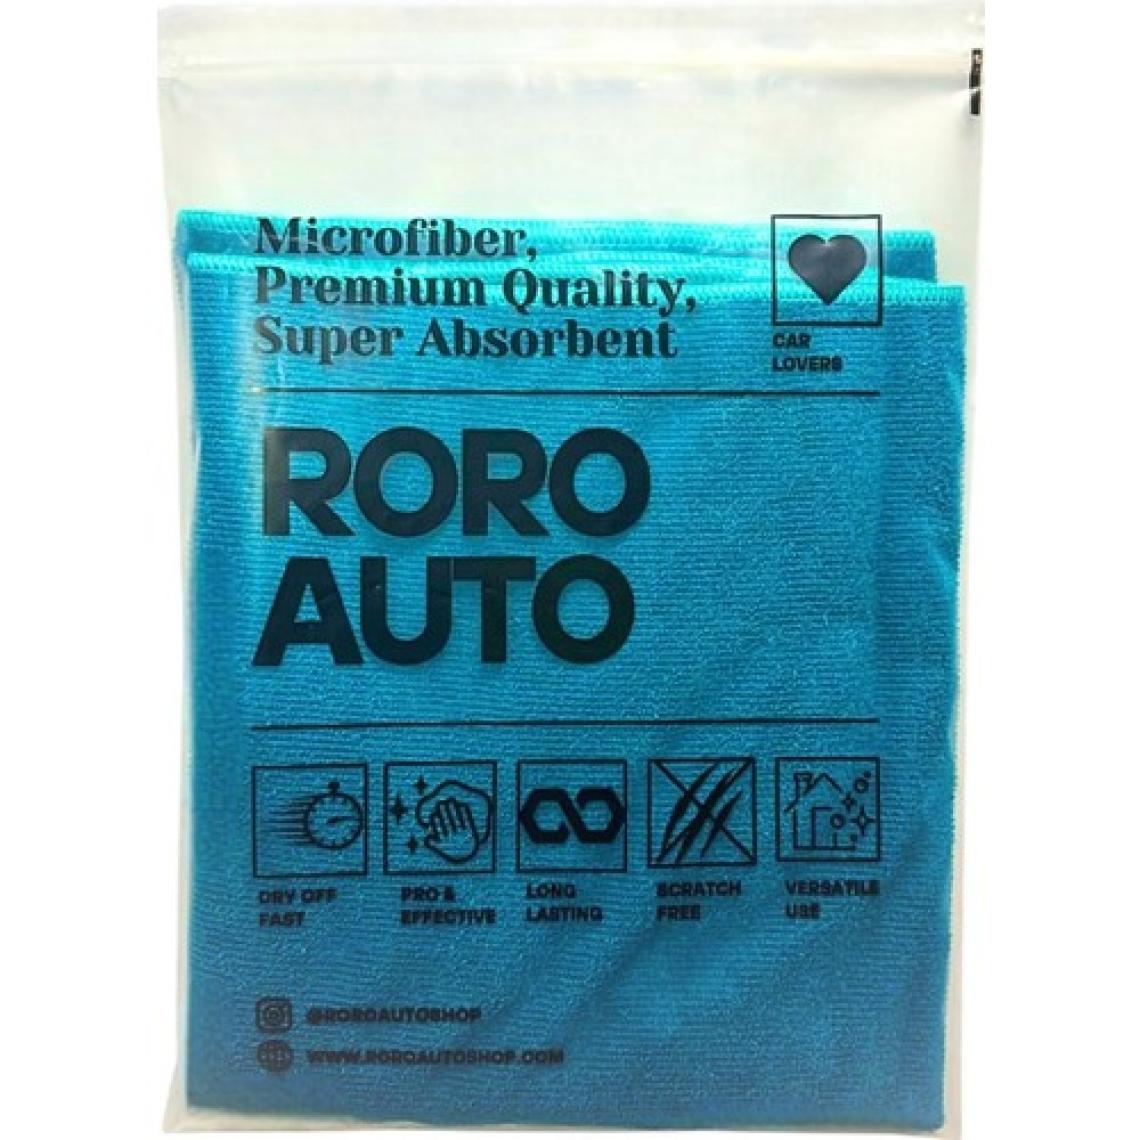 Microfiber,
Premium Quality,
Super Absorbent
CAR
LOVERS
RORO
AUTO
DRY OFF
FAST
PRO &
EFFECTIVE
LONG
LASTING
SCRATCH
FREE
VERSATILE
USE
@ROROAUTOSHOP
WWW.ROROAUTOSHOP.COM